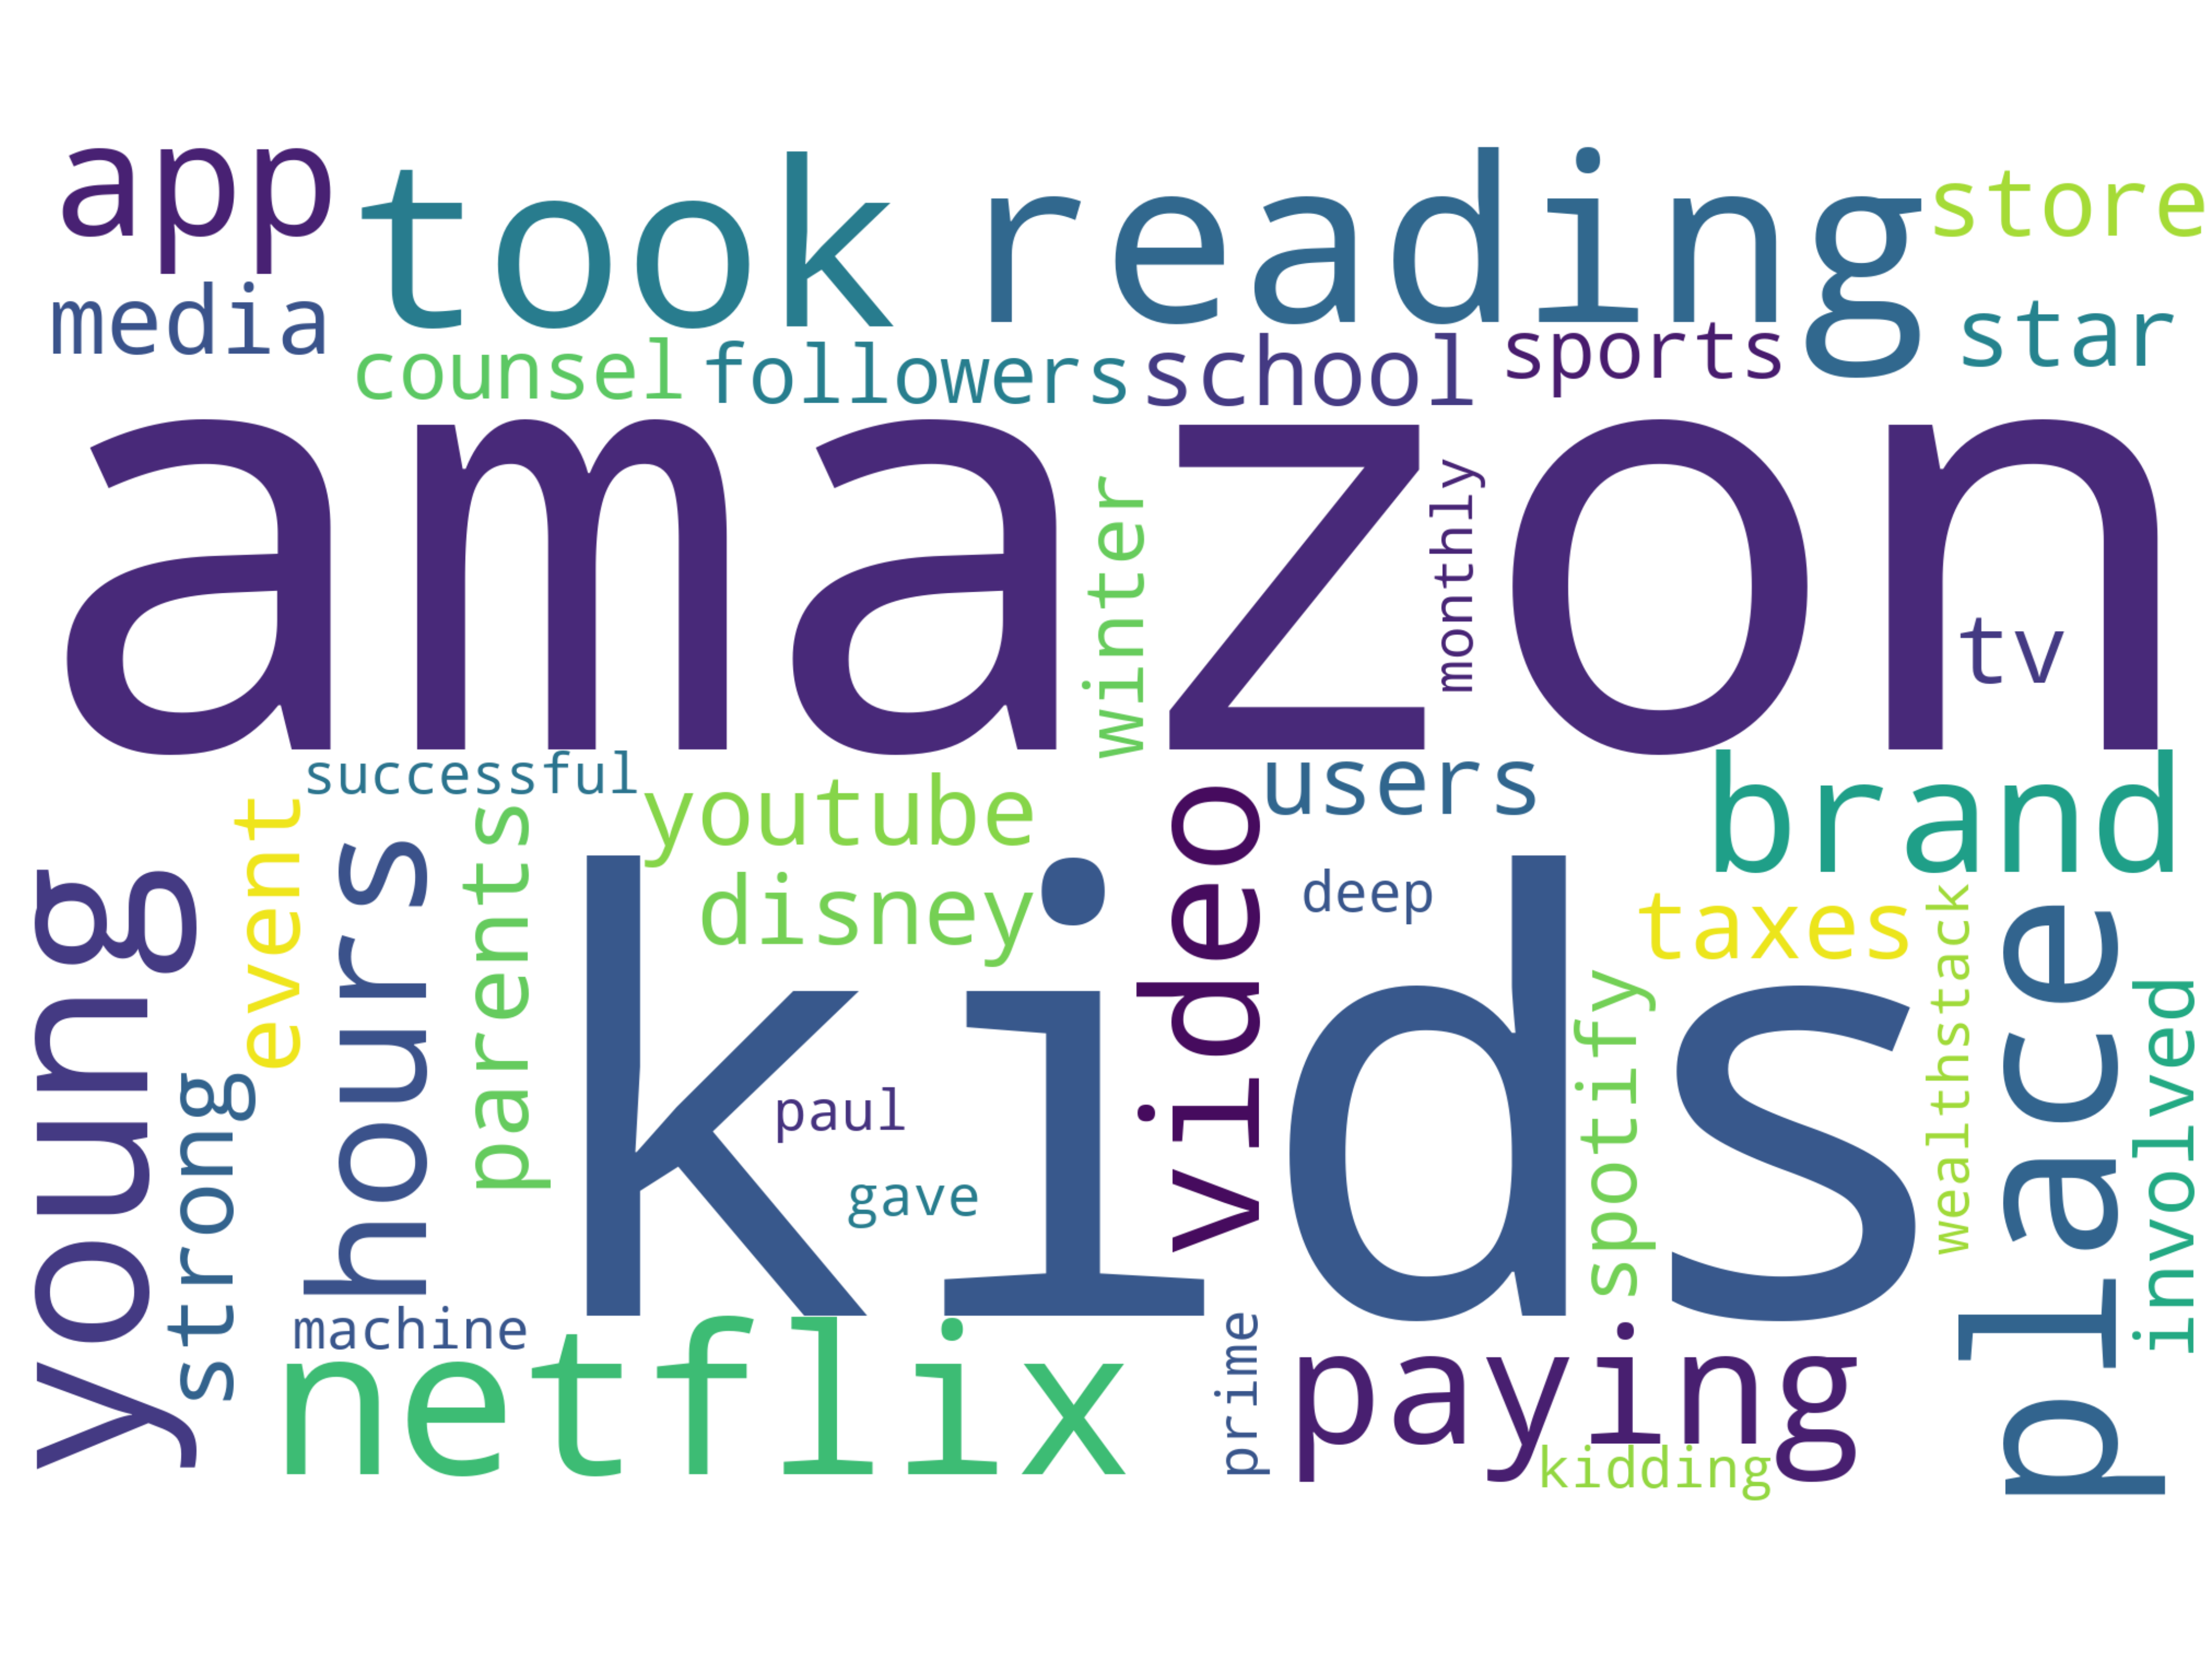 app
took
reading
store
media
counsel
followers
school
sports
star
amazon
winter
monthly
tv
successful
youtube
users
brand
young
event
hours
parents
disney
video
deep
taxes
wealthstack
place
kids
strong
paul
gave
spotify
involved
machine
netflix
prime
paying
kidding